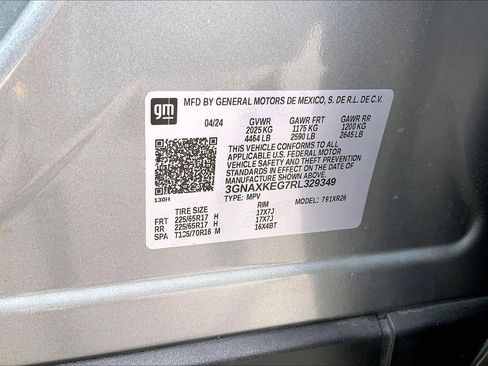 gm
MFD BY GENERAL MOTORS DE MEXICO, S. DE R.L. DE C.V.
04/24 GVWR GAWR FRT GAWR RR
2025 KG 1175 KG 1200 KG
4464 LB 2590 LB 2645 LB
THIS VEHICLE CONFORMS TO ALL
APPLICABLE U.S. FEDERAL MOTOR
VEHICLE SAFETY, BUMPER, AND THEFT
PREVENTION STANDARDS IN EFFECT ON
THE DATE OF MANUFACTURE SHOWN ABOVE.
3GNAXKEG7RL329349
TYPE: MPV MODEL: 791XR26
130H
TIRE SIZE RIM
FRT 225/65R17 H 17X7J
RR 225/65R17 H 17X7J
SPA T135/70R16 M 16X4BT